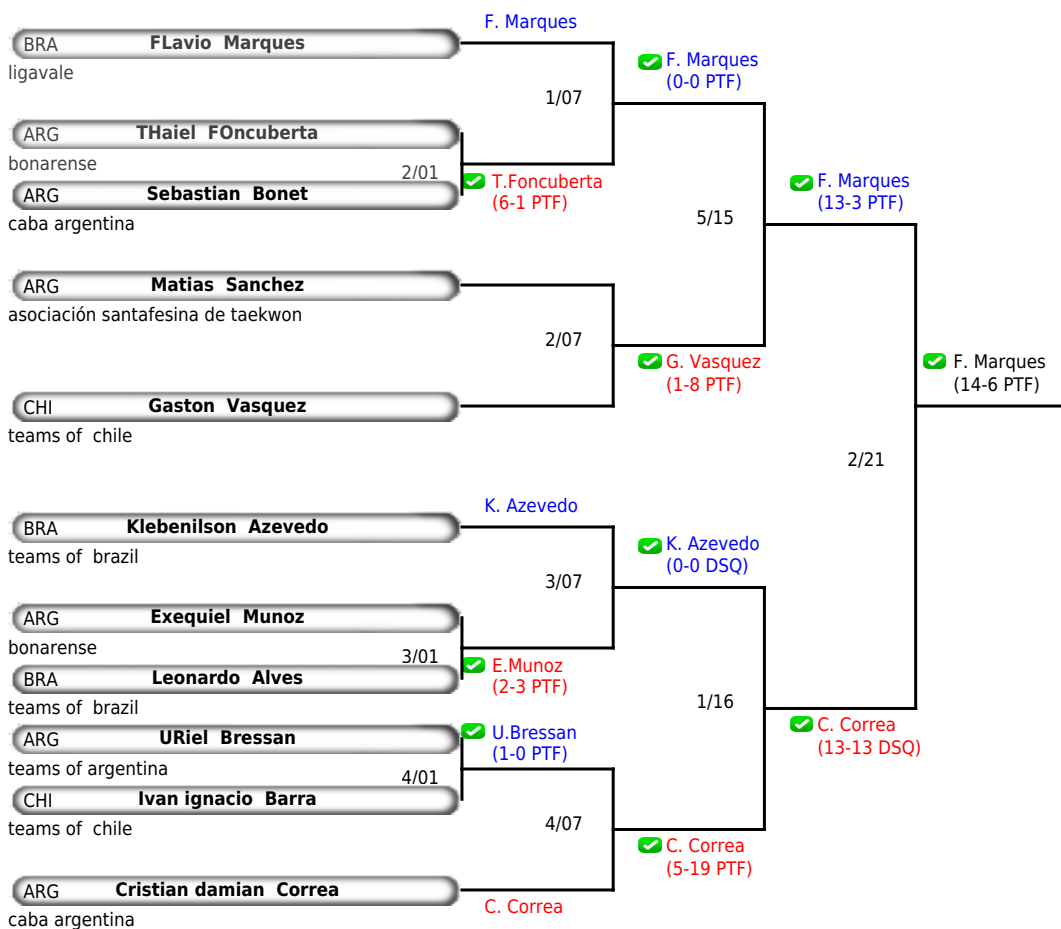 F. Marques
BRA FLavio Marques
ligavale
F. Marques
(0-0 PTF)
1/07
ARG THaiel FOncuberta
bonarense
2/01
T.Foncuberta
(6-1 PTF)
ARG Sebastian Bonet
caba argentina
F. Marques
(13-3 PTF)
5/15
ARG Matias Sanchez
asociación santafesina de taekwon
2/07
G. Vasquez
(1-8 PTF)
F. Marques
(14-6 PTF)
CHI Gaston Vasquez
teams of chile
2/21
K. Azevedo
BRA Klebenilson Azevedo
teams of brazil
K. Azevedo
(0-0 DSQ)
3/07
ARG Exequiel Munoz
bonarense
3/01
E.Munoz
(2-3 PTF)
BRA Leonardo Alves
teams of brazil
1/16
ARG URiel Bressan
teams of argentina
U.Bressan
(1-0 PTF)
C. Correa
(13-13 DSQ)
4/01
CHI Ivan ignacio Barra
teams of chile
4/07
C. Correa
(5-19 PTF)
ARG Cristian damian Correa
caba argentina
C. Correa